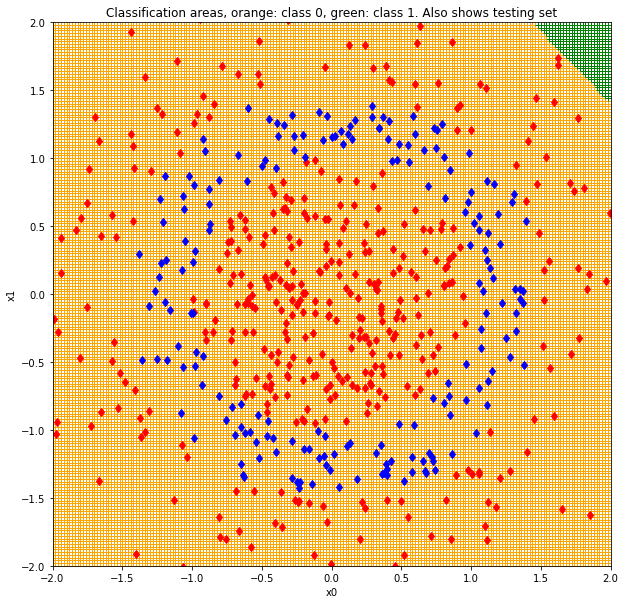 Classification areas, orange: class 0, green: class 1. Also shows testing set
2.0
1.5
1.0
0.5
0.0
−0.5
−1.0
−1.5
−2.0
x1
−2.0 −1.5 −1.0 −0.5 0.0 0.5 1.0 1.5 2.0
x0